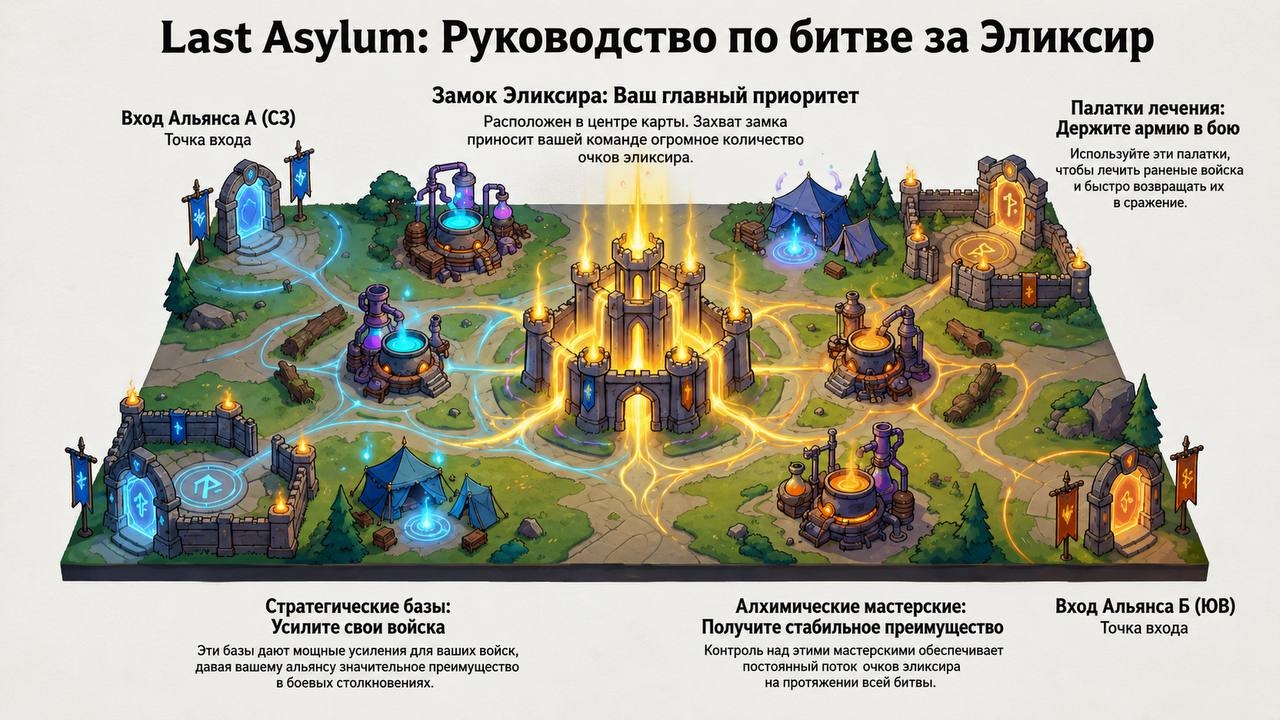 Last Asylum: Руководство по битве за Эликсир
Замок Эликсира: Ваш главный приоритет
Расположен в центре карты. Захват замка
приносит вашей команде огромное количество
очков эликсира.
Вход Альянса А (СЗ)
Точка входа
Палатки лечения:
Держите армию в бою
Используйте эти палатки,
чтобы лечить раненые войска
и быстро возвращать их
в сражение.
Стратегические базы:
Усилите свои войска
Эти базы дают мощные усиления для ваших войск,
давая вашему альянсу значительное преимущество
в боевых столкновениях.
Алхимические мастерские:
Получите стабильное преимущество
Контроль над этими мастерскими обеспечивает
постоянный поток очков эликсира
на протяжении всей битвы.
Вход Альянса Б (ЮВ)
Точка входа